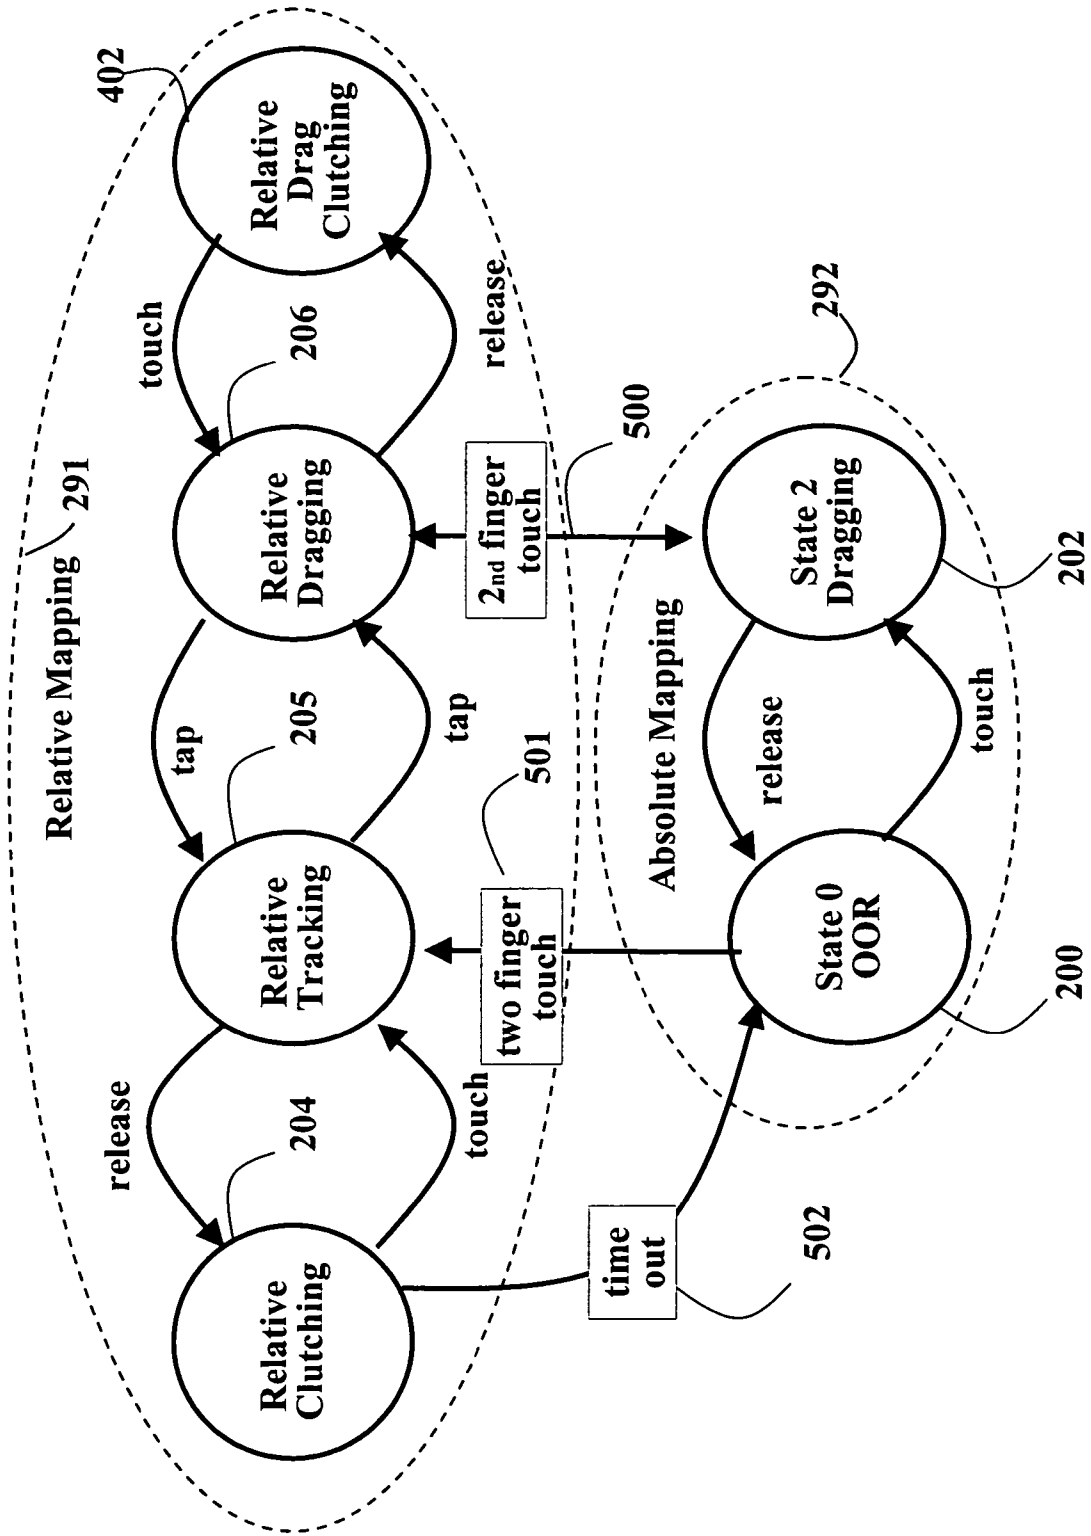 Relative Mapping
291
Relative
Clutching
204
release
touch
Relative
Tracking
205
tap
tap
Relative
Dragging
206
touch
release
Relative
Drag
Clutching
402
time
out
502
two finger
touch
501
2nd finger
touch
500
Absolute Mapping
292
State 0
OOR
200
release
touch
State 2
Dragging
202